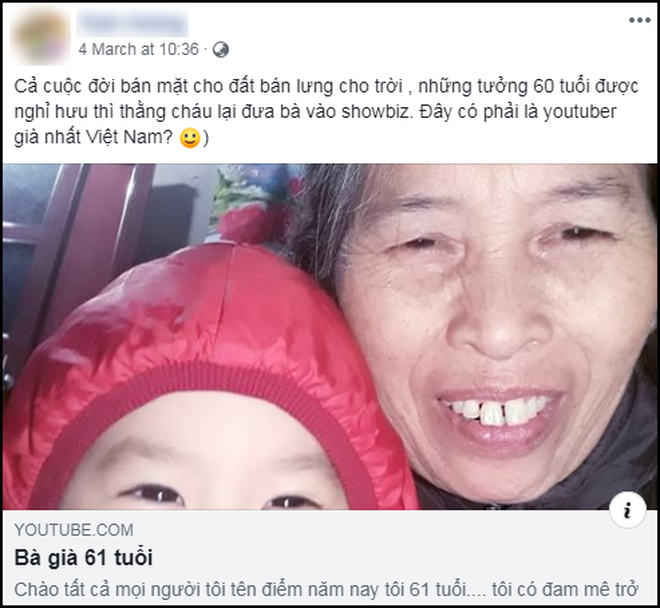 4 March at 10:36 ·
Cả cuộc đời bán mặt cho đất bán lưng cho trời , những tưởng 60 tuổi được
nghỉ hưu thì thằng cháu lại đưa bà vào showbiz. Đây có phải là youtuber
già nhất Việt Nam? 🙂 )
i
YOUTUBE.COM
Bà già 61 tuổi
Chào tất cả mọi người tôi tên điểm năm nay tôi 61 tuổi.... tôi có đam mê trở